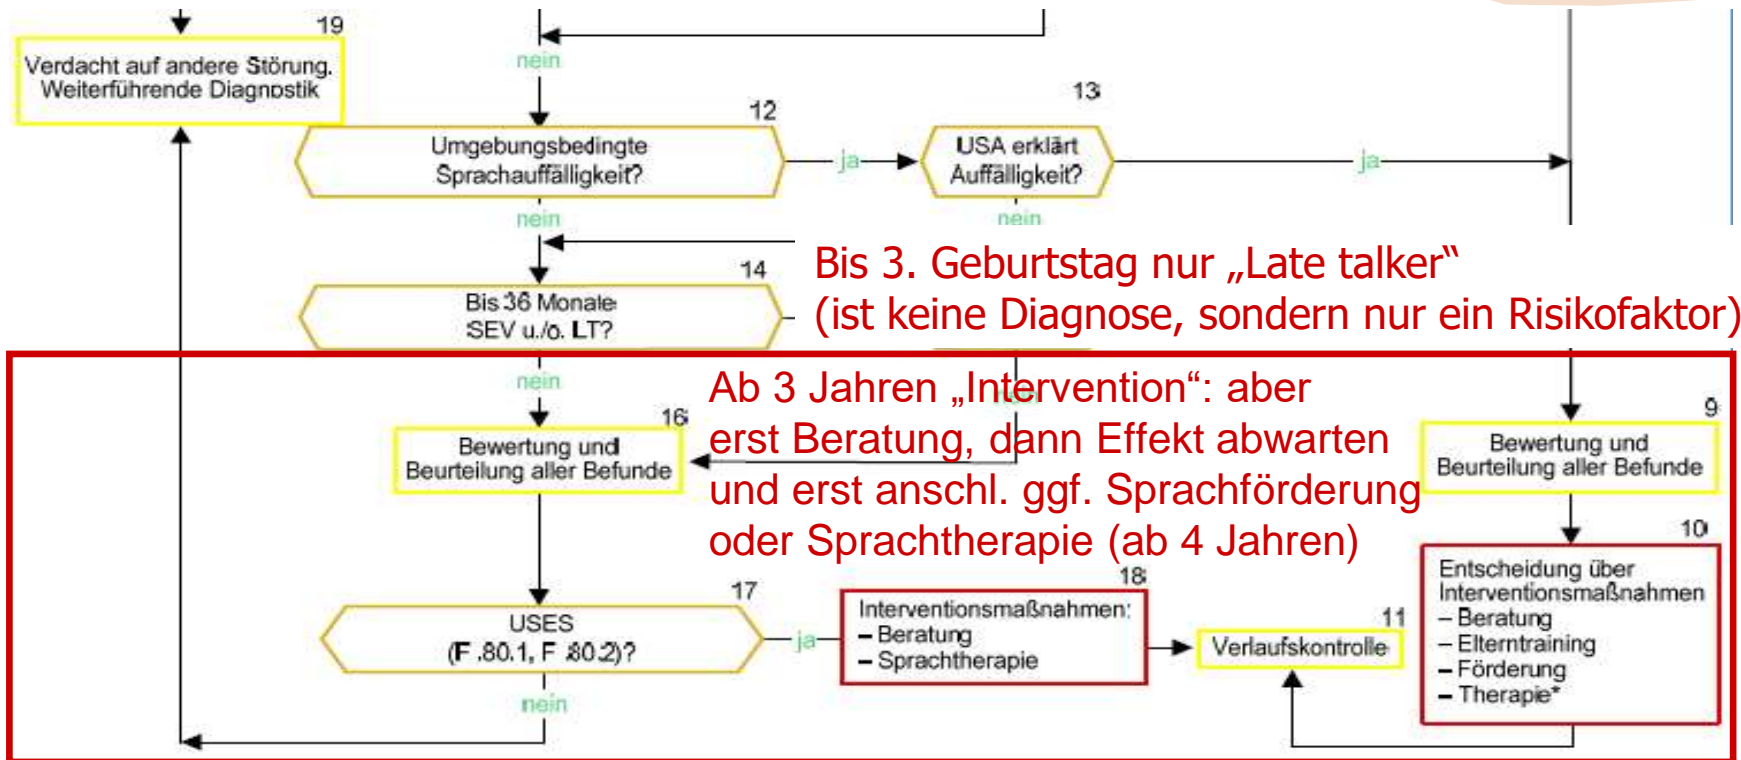 19
Verdacht auf andere Störung.
Weiterführende Diagnostik
nein
12
Umgebungsbedingte
Sprachauffälligkeit?
ja
13
USA erklärt
Auffälligkeit?
ja
nein
nein
14
Bis 36 Monate
SEV u./o. LT?
Bis 3. Geburtstag nur „Late talker“
(ist keine Diagnose, sondern nur ein Risikofaktor)
nein
nein
Ab 3 Jahren „Intervention“: aber
erst Beratung, dann Effekt abwarten
und erst anschl. ggf. Sprachförderung
oder Sprachtherapie (ab 4 Jahren)
16
Bewertung und
Beurteilung aller Befunde
9
Bewertung und
Beurteilung aller Befunde
10
Entscheidung über
Interventionsmaßnahmen
– Beratung
– Elterntraining
– Förderung
– Therapie*
17
USES
(F .80.1, F .80.2)?
ja
18
Interventionsmaßnahmen:
– Beratung
– Sprachtherapie
11
Verlaufskontrolle
nein